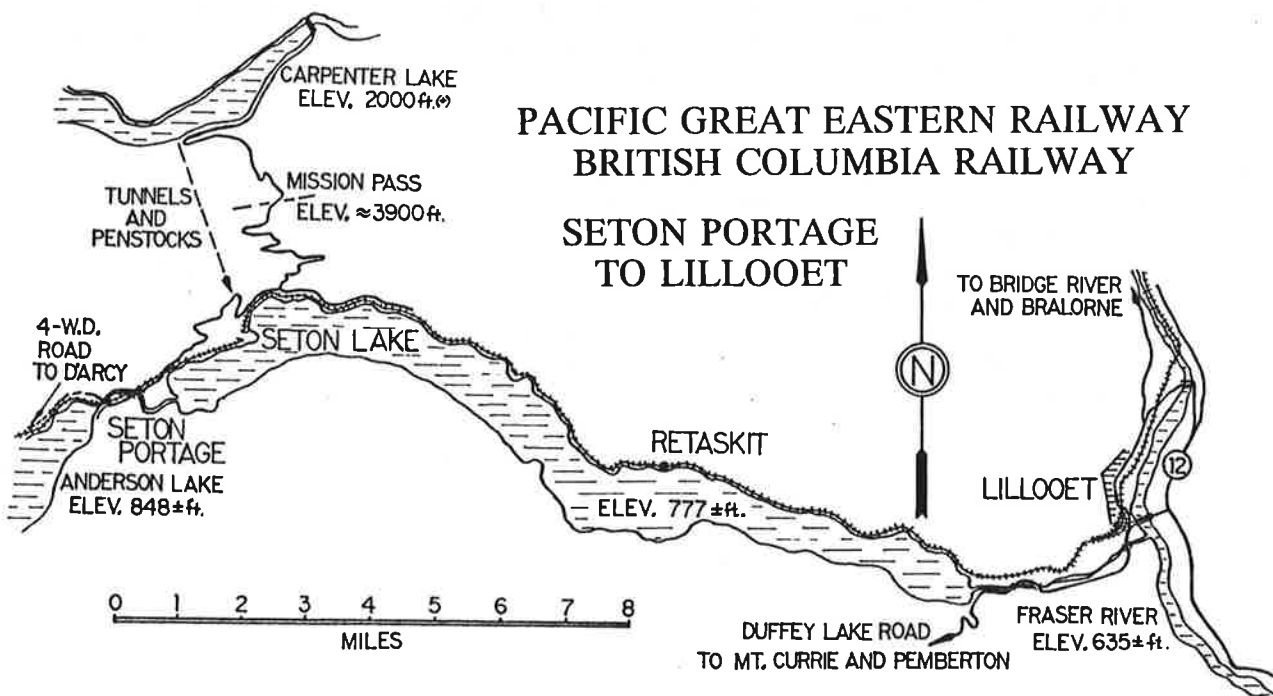 CARPENTER LAKE
ELEV. 2000 ft.(•)
PACIFIC GREAT EASTERN RAILWAY
BRITISH COLUMBIA RAILWAY
SETON PORTAGE
TO LILLOOET
MISSION PASS
ELEV. ≈3900 ft.
TUNNELS
AND
PENSTOCKS
TO BRIDGE RIVER
AND BRALORNE
4-W.D.
ROAD
TO D'ARCY
SETON LAKE
N
SETON
PORTAGE
ANDERSON LAKE
ELEV. 848±ft.
RETASKIT
ELEV. 777±ft.
LILLOOET
12
0 1 2 3 4 5 6 7 8
MILES
DUFFEY LAKE ROAD
TO MT. CURRIE AND PEMBERTON
FRASER RIVER
ELEV. 635±ft.